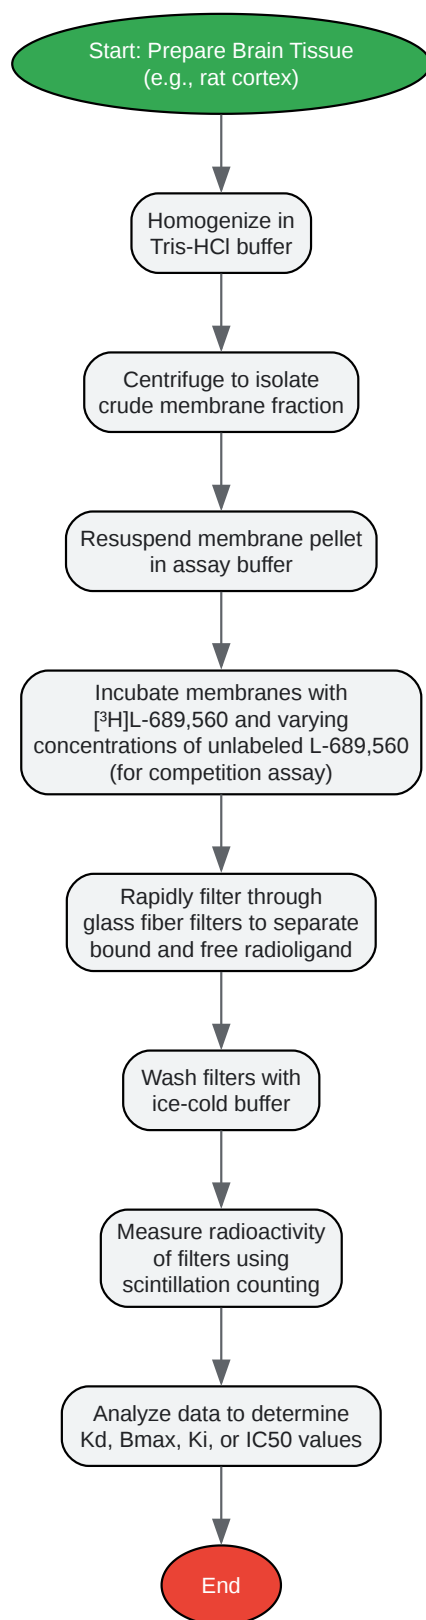 Start: Prepare Brain Tissue
(e.g., rat cortex)
Homogenize in
Tris-HCl buffer
Centrifuge to isolate
crude membrane fraction
Resuspend membrane pellet
in assay buffer
Incubate membranes with
[³H]L-689,560 and varying
concentrations of unlabeled L-689,560
(for competition assay)
Rapidly filter through
glass fiber filters to separate
bound and free radioligand
Wash filters with
ice-cold buffer
Measure radioactivity
of filters using
scintillation counting
Analyze data to determine
Kd, Bmax, Ki, or IC50 values
End